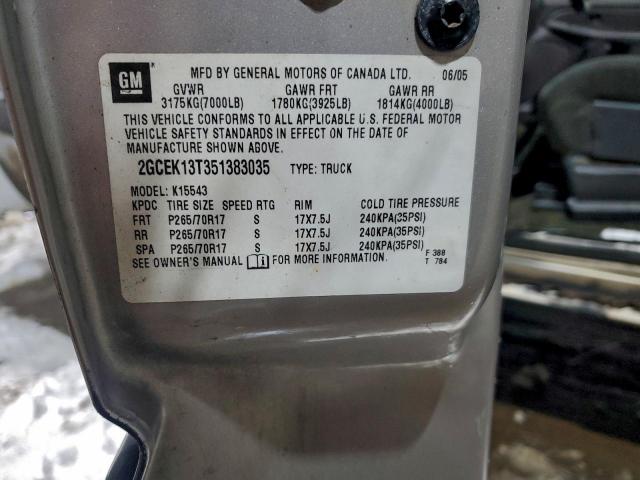 GM
MFD BY GENERAL MOTORS OF CANADA LTD. 06/05
GVWR GAWR FRT GAWR RR
3175KG(7000LB) 1780KG(3925LB) 1814KG(4000LB)
THIS VEHICLE CONFORMS TO ALL APPLICABLE U.S. FEDERAL MOTOR
VEHICLE SAFETY STANDARDS IN EFFECT ON THE DATE OF
MANUFACTURE SHOWN ABOVE.
2GCEK13T351383035 TYPE: TRUCK
MODEL: K15543
KPDC TIRE SIZE SPEED RTG RIM COLD TIRE PRESSURE
FRT P265/70R17 S 17X7.5J 240KPA(35PSI)
RR P265/70R17 S 17X7.5J 240KPA(35PSI)
SPA P265/70R17 S 17X7.5J 240KPA(35PSI)
SEE OWNER'S MANUAL FOR MORE INFORMATION.
F 388
T 784